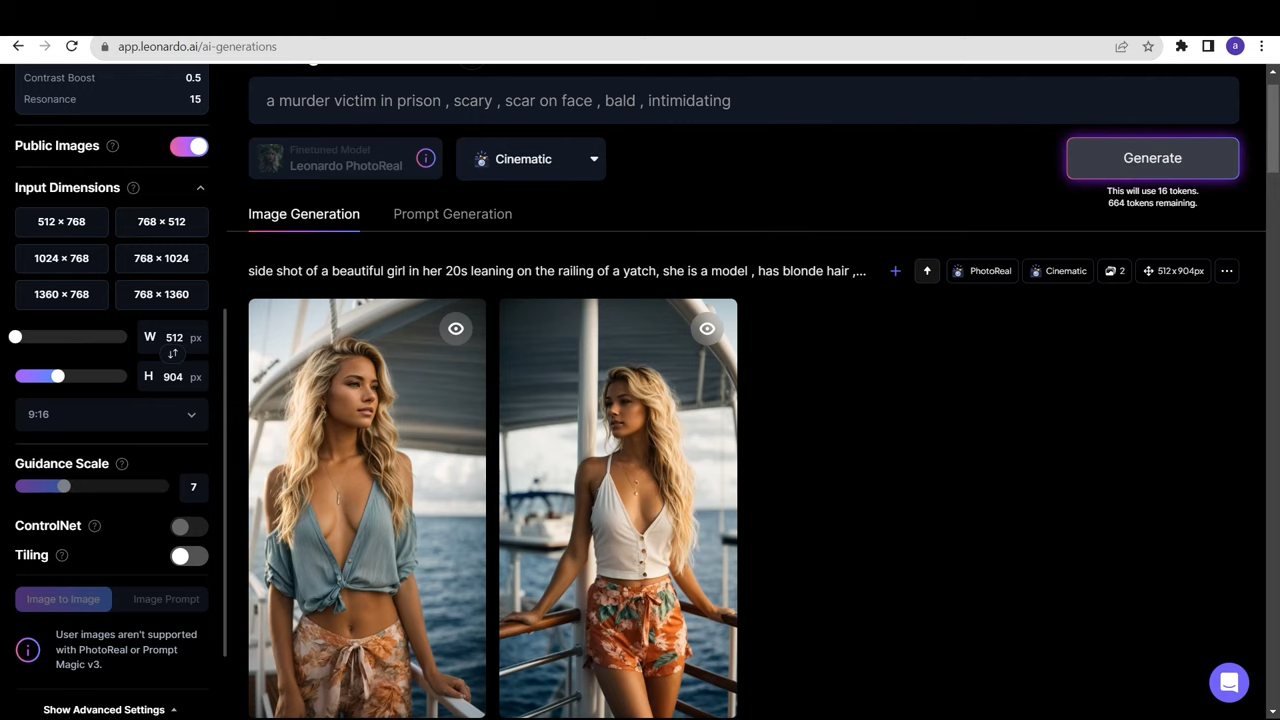 app.leonardo.ai/ai-generations
a
Contrast Boost 0.5
Resonance 15
Public Images ?
Input Dimensions ?
512 × 768 768 × 512
1024 × 768 768 × 1024
1360 × 768 768 × 1360
W 512 px
H 904 px
9:16
Guidance Scale ?
7
ControlNet ?
Tiling ?
Image to Image Image Prompt
User images aren't supported
with PhotoReal or Prompt
Magic v3.
Show Advanced Settings
a murder victim in prison , scary , scar on face , bald , intimidating
Finetuned Model
Leonardo PhotoReal
Cinematic
Generate
This will use 16 tokens.
664 tokens remaining.
Image Generation Prompt Generation
side shot of a beautiful girl in her 20s leaning on the railing of a yatch, she is a model , has blonde hair ,...
PhotoReal Cinematic 2 512x904px